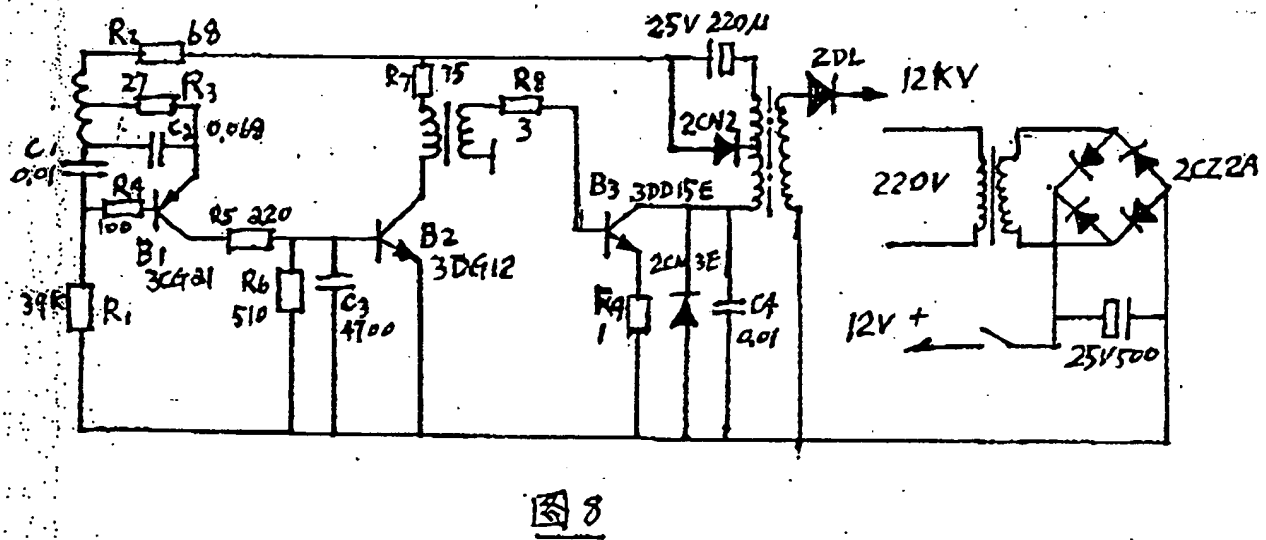 R2 68
25V 220μ
2DL
12KV
27 R3
R7 75
R8
3
C2 0,068
2CN2
C1
0,01
R4
100
B1
3CG21
R5 220
B2
3DG12
B3 3DD15E
220V
2CZ2A
39K R1
R6
510
C3
4700
R9
1
2CN3E
C4
0,01
12V +
25V500
图 8